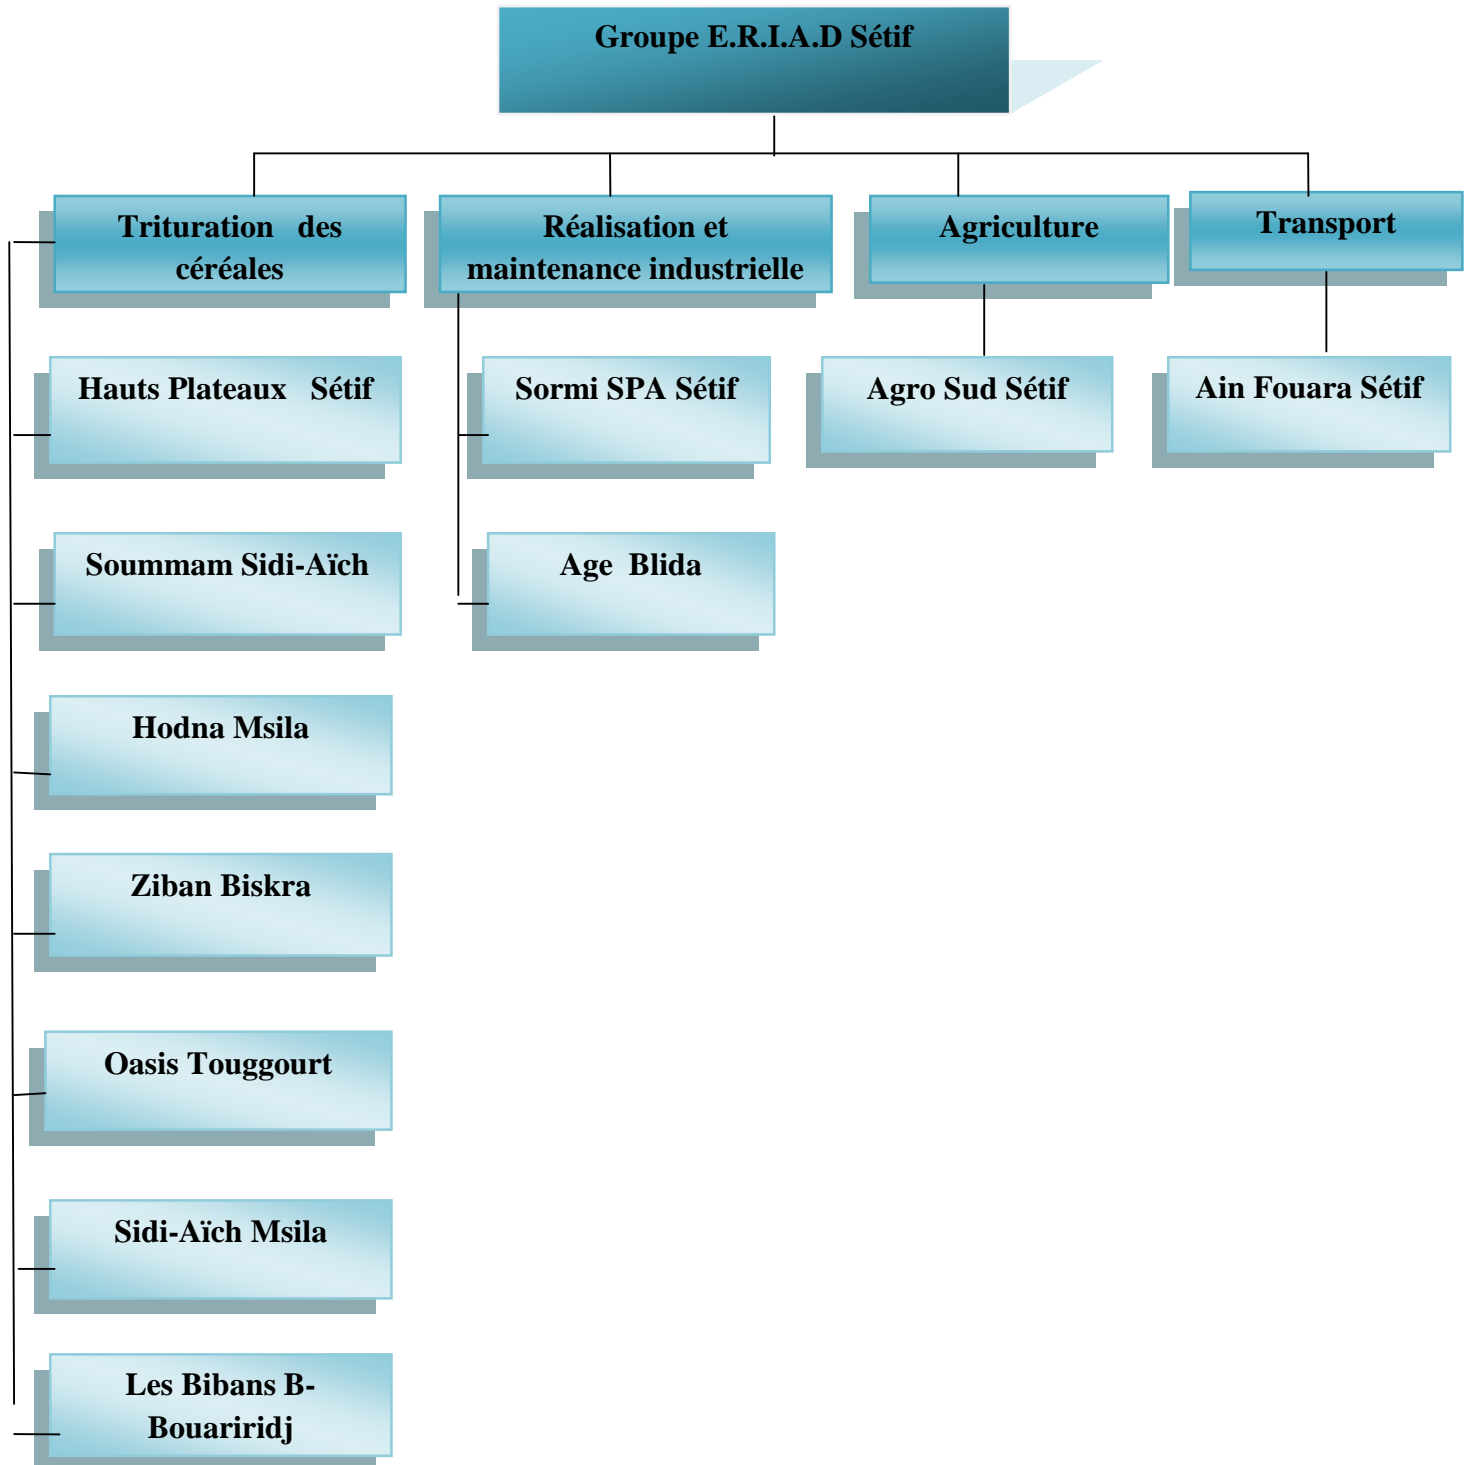 Groupe E.R.I.A.D Sétif
Trituration des
céréales
Réalisation et
maintenance industrielle
Agriculture
Transport
Hauts Plateaux Sétif
Sormi SPA Sétif
Agro Sud Sétif
Ain Fouara Sétif
Soummam Sidi-Aïch
Age Blida
Hodna Msila
Ziban Biskra
Oasis Touggourt
Sidi-Aïch Msila
Les Bibans B-
Bouariridj